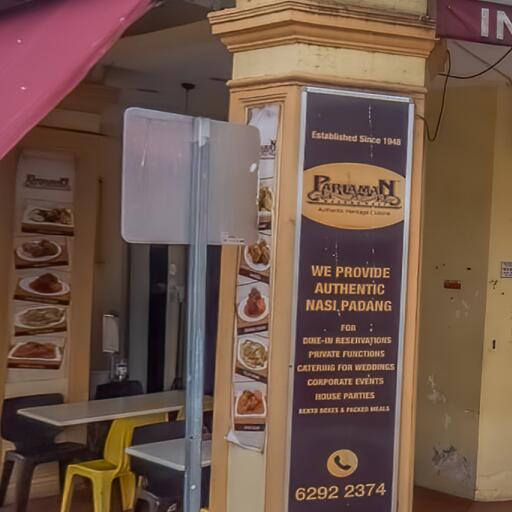 IN
Established Since 1948
PARIAMAN
Authentic Heritage Cuisine
WE PROVIDE
AUTHENTIC
NASI PADANG
FOR
DINE-IN RESERVATIONS
PRIVATE FUNCTIONS
CATERING FOR WEDDINGS
CORPORATE EVENTS
HOUSE PARTIES
BENTO BOXES & PACKED MEALS
6292 2374
PARIAMAN